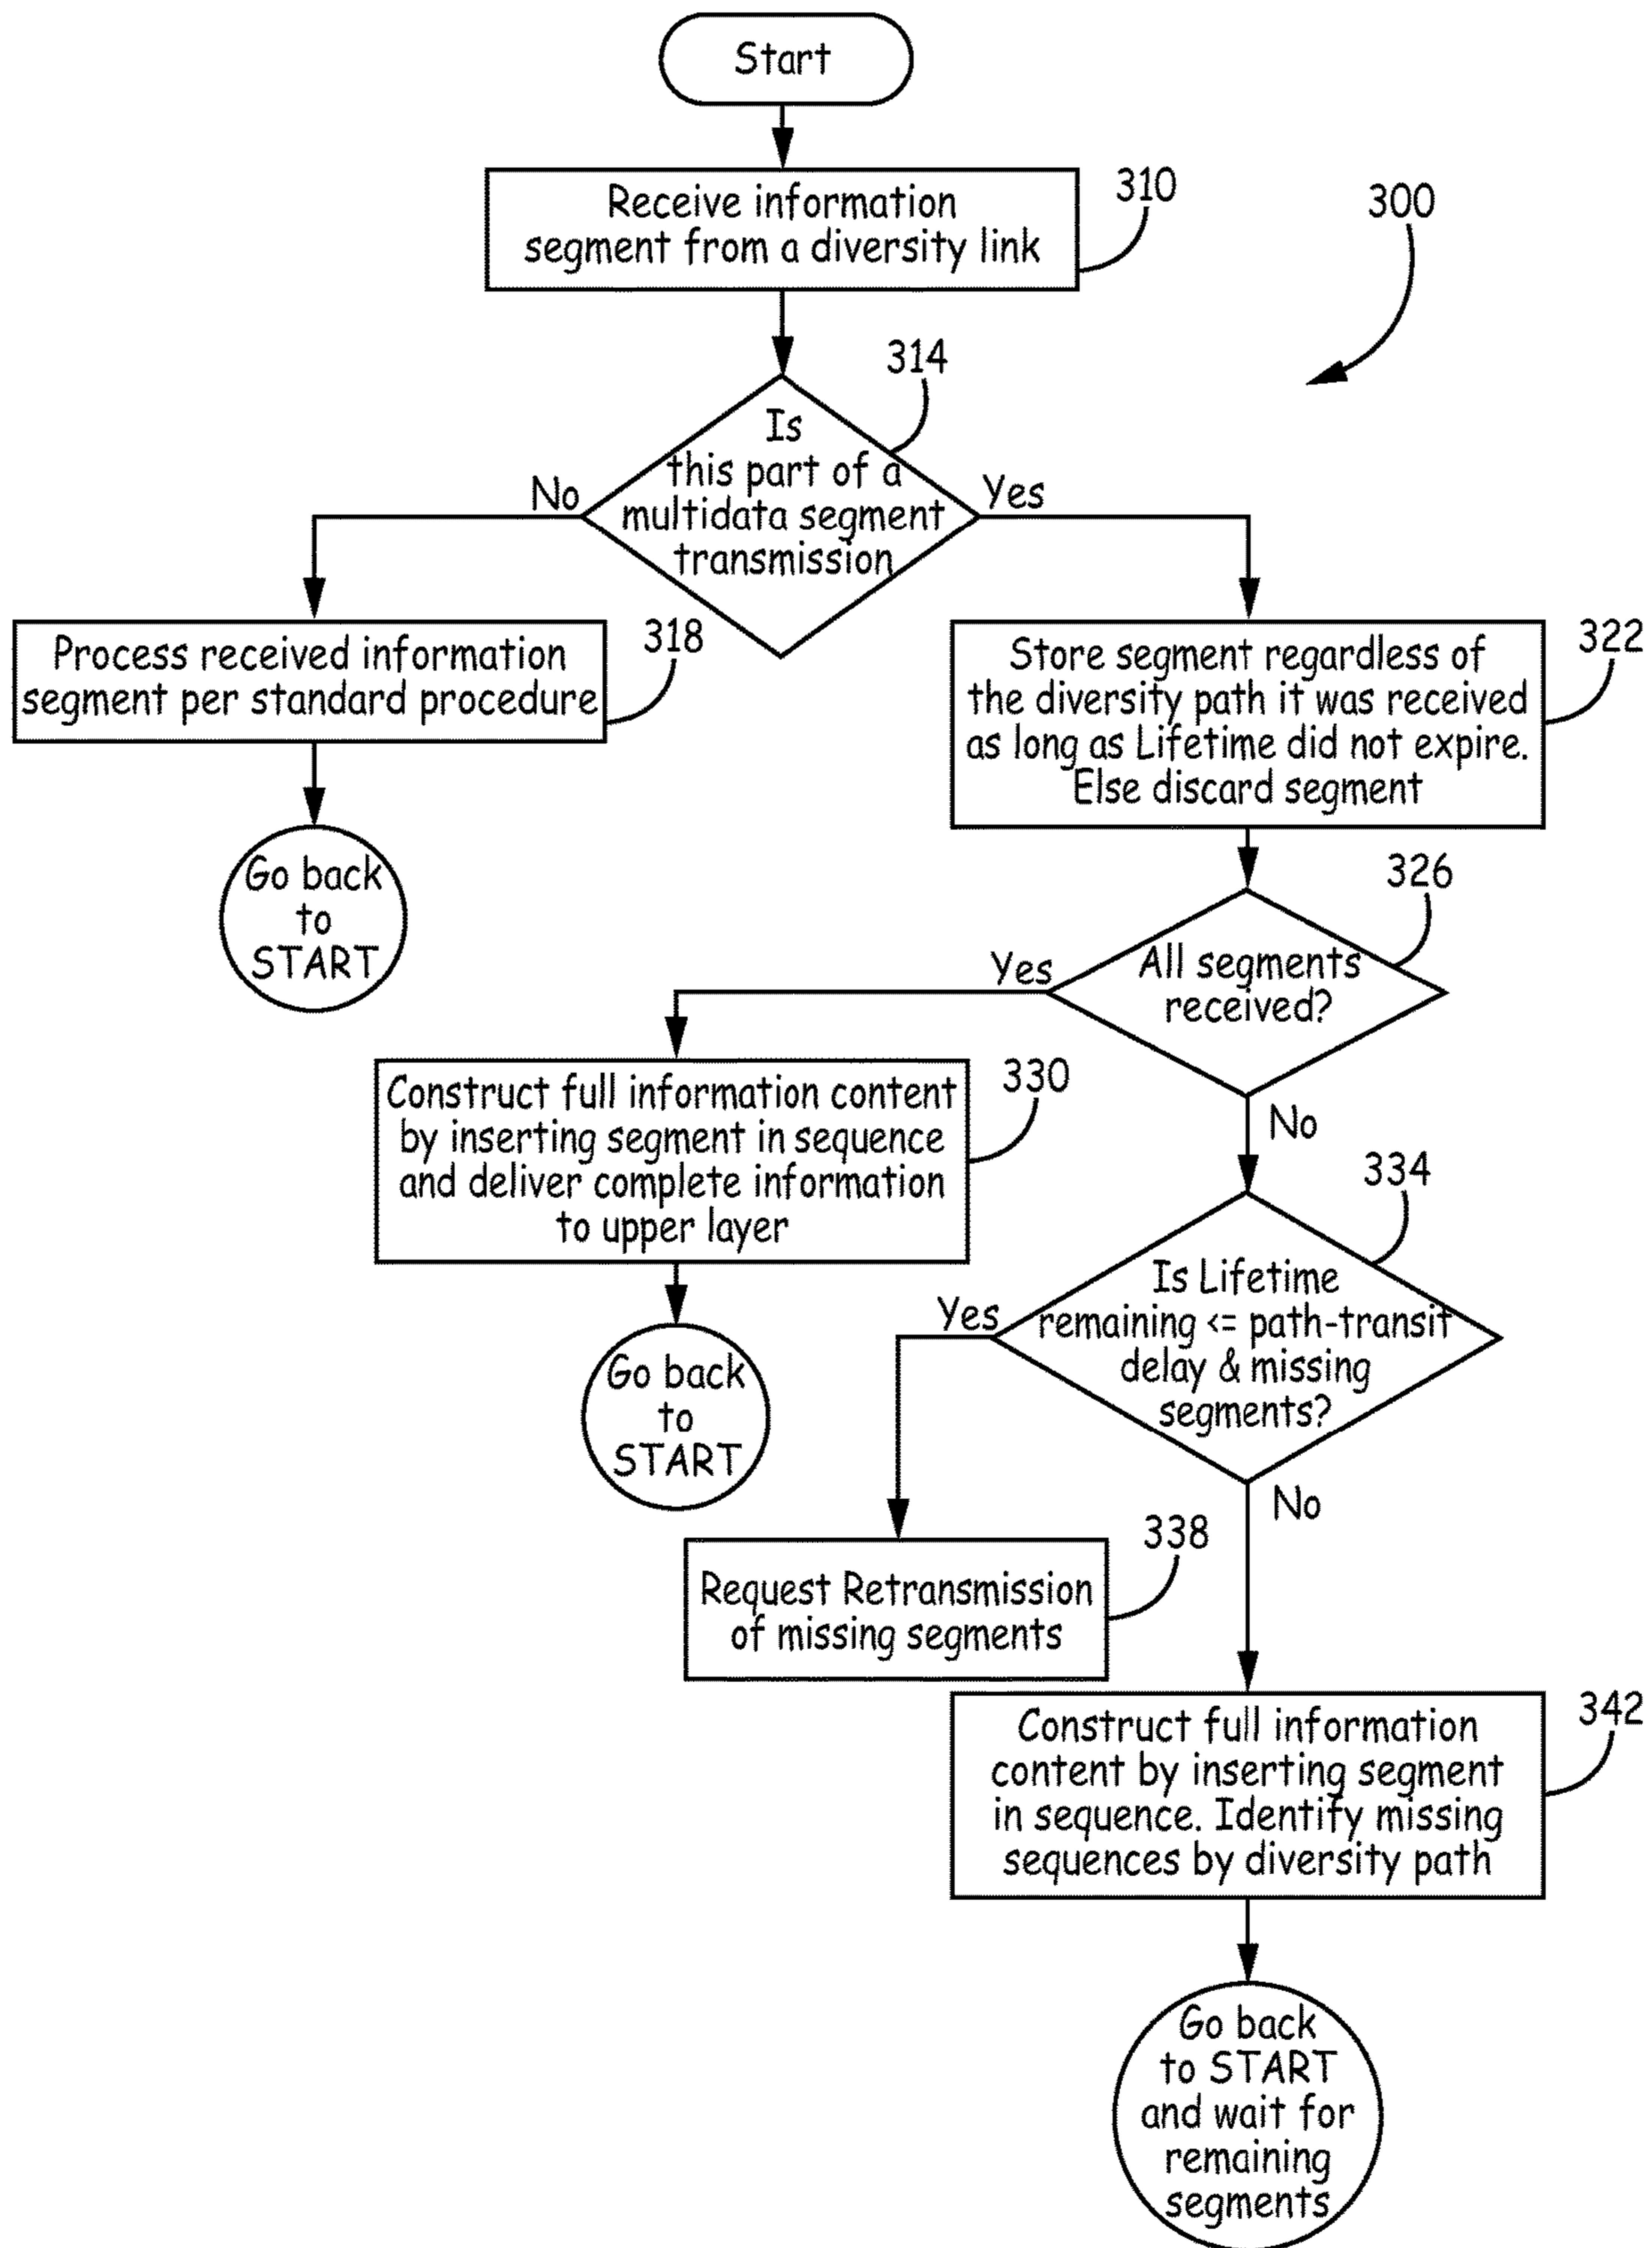 Start
Receive information
segment from a diversity link
310
300
314
Is
this part of a
multidata segment
transmission
No
Yes
Process received information
segment per standard procedure
318
Store segment regardless of
the diversity path it was received
as long as Lifetime did not expire.
Else discard segment
322
Go back
to
START
326
All segments
received?
Yes
No
Construct full information content
by inserting segment in sequence
and deliver complete information
to upper layer
330
334
Is Lifetime
remaining <= path-transit
delay & missing
segments?
Yes
No
Go back
to
START
Request Retransmission
of missing segments
338
Construct full information
content by inserting segment
in sequence. Identify missing
sequences by diversity path
342
Go back
to START
and wait for
remaining
segments